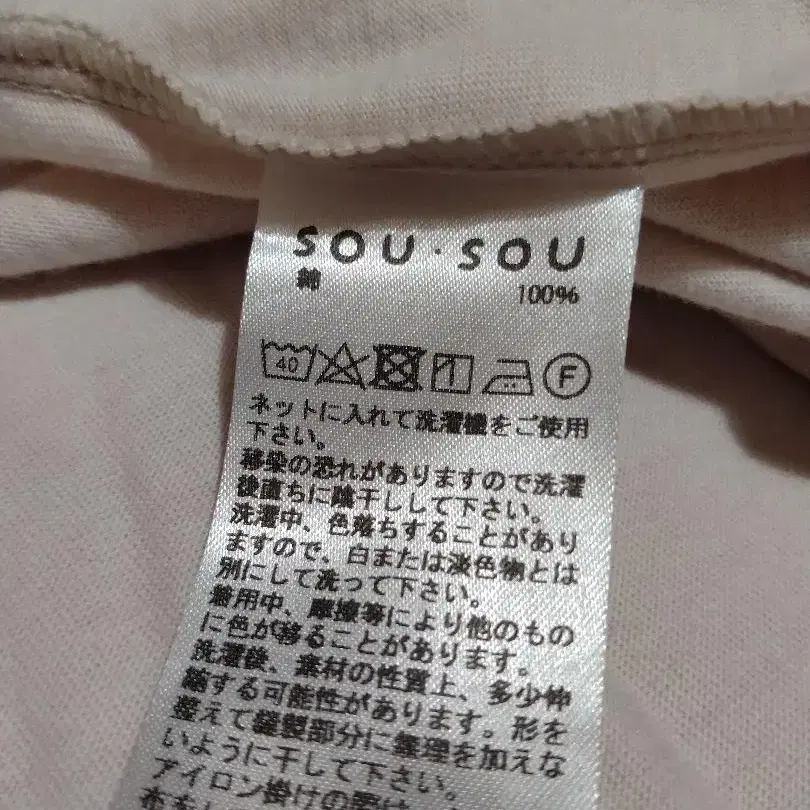 SOU・SOU
綿 100%
40
F
ネットに入れて洗濯機をご使用
下さい。
移染の恐れがありますので洗濯
後直ちに陰干しして下さい。
洗濯中、色落ちすることがあり
ますので、白または淡色物とは
別にして洗って下さい。
着用中、摩擦等により他のもの
に色が移ることがあります。
洗濯後、素材の性質上、多少伸
縮する可能性があります。形を
整えて縫製部分に無理を加えな
いように干して下さい。
アイロン掛けの際は
布を